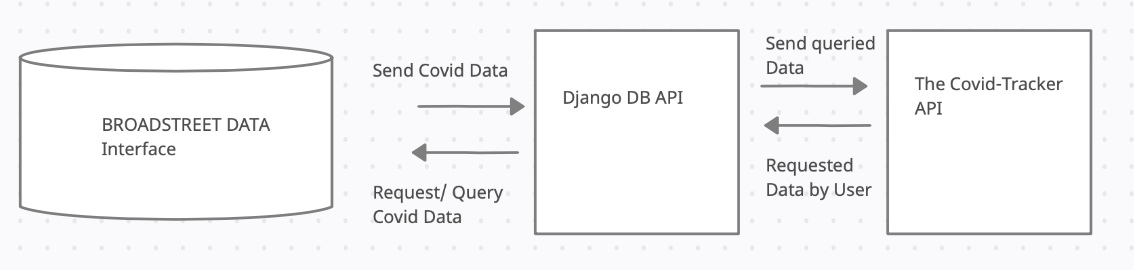 BROADSTREET DATA
Interface
Send Covid Data
Request/ Query
Covid Data
Django DB API
Send queried
Data
Requested
Data by User
The Covid-Tracker
API